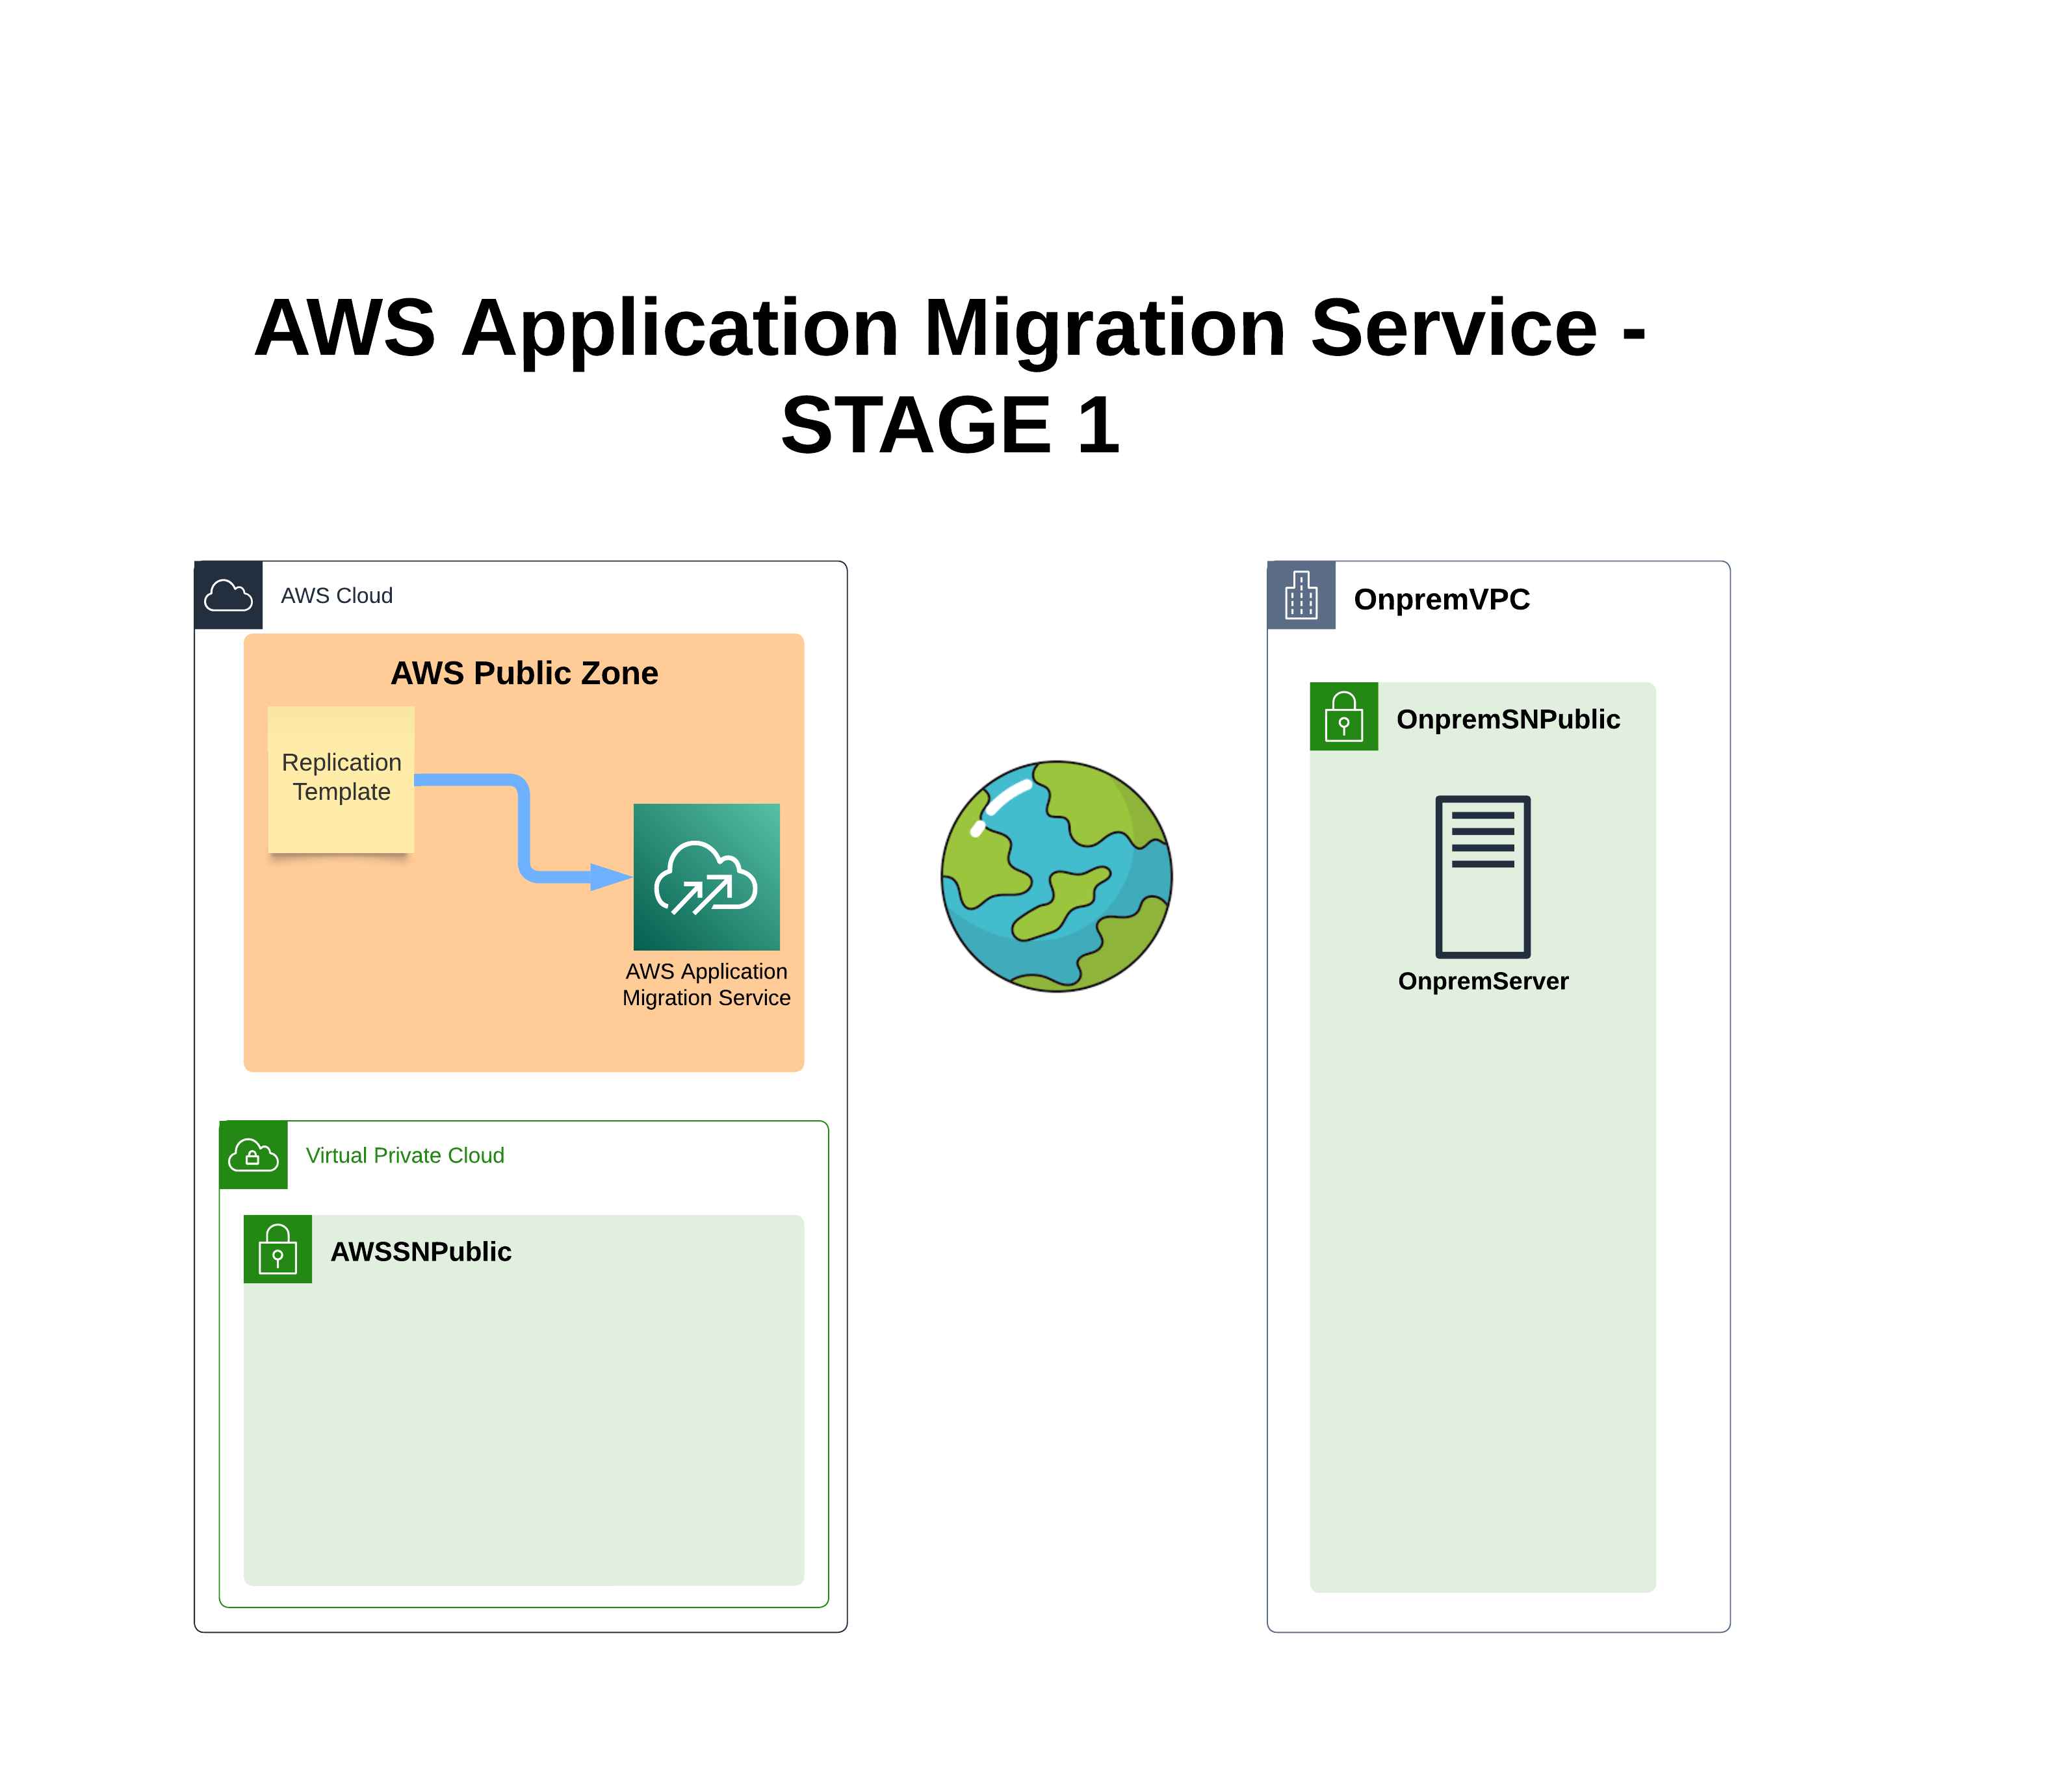 AWS Application Migration Service -
STAGE 1
AWS Cloud
AWS Public Zone
Replication
Template
AWS Application
Migration Service
Virtual Private Cloud
AWSSNPublic
OnpremVPC
OnpremSNPublic
OnpremServer